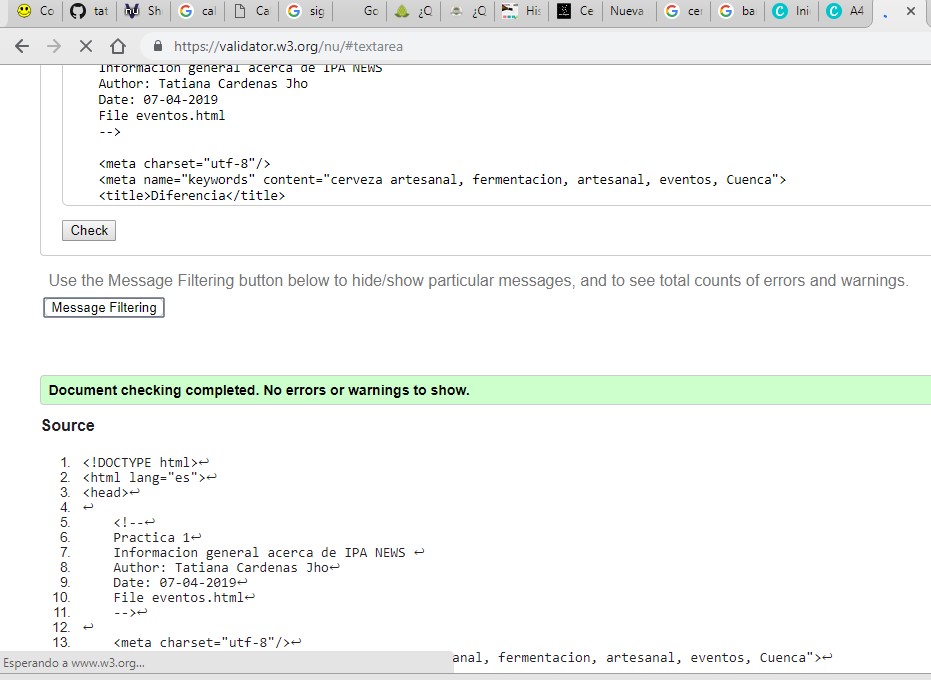 Co tat Sh cal Ca sig Go ¿Q ¿Q His Ce Nueva cer ba Ini A4
https://validator.w3.org/nu/#textarea
Informacion general acerca de IPA NEWS
Author: Tatiana Cardenas Jho
Date: 07-04-2019
File eventos.html
-->
<meta charset="utf-8"/>
<meta name="keywords" content="cerveza artesanal, fermentacion, artesanal, eventos, Cuenca">
<title>Diferencia</title>
Check
Use the Message Filtering button below to hide/show particular messages, and to see total counts of errors and warnings.
Message Filtering
Document checking completed. No errors or warnings to show.
Source
1. <!DOCTYPE html>↩
2. <html lang="es">↩
3. <head>↩
4. ↩
5. <!--↩
6. Practica 1↩
7. Informacion general acerca de IPA NEWS ↩
8. Author: Tatiana Cardenas Jho↩
9. Date: 07-04-2019↩
10. File eventos.html↩
11. -->↩
12. ↩
13. <meta charset="utf-8"/>↩
anal, fermentacion, artesanal, eventos, Cuenca">↩
Esperando a www.w3.org...